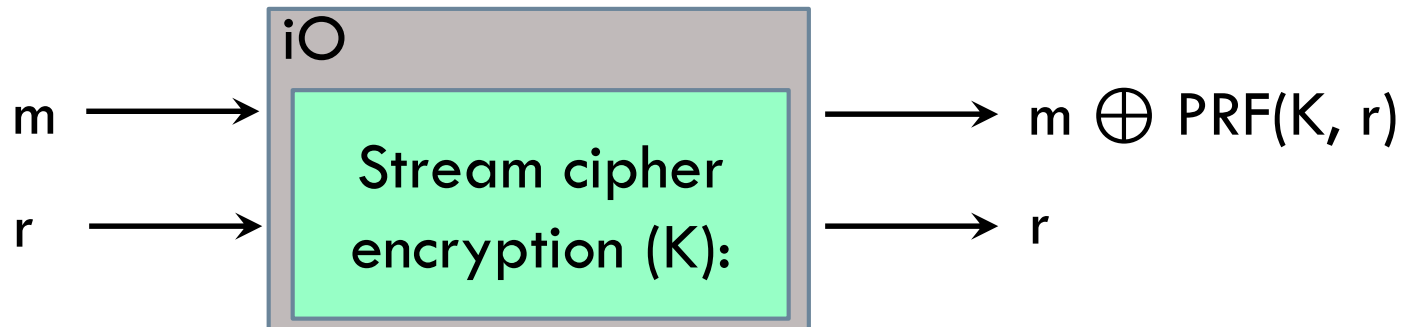 iO
m
r
Stream cipher
encryption (K):
m ⊕ PRF(K, r)
r